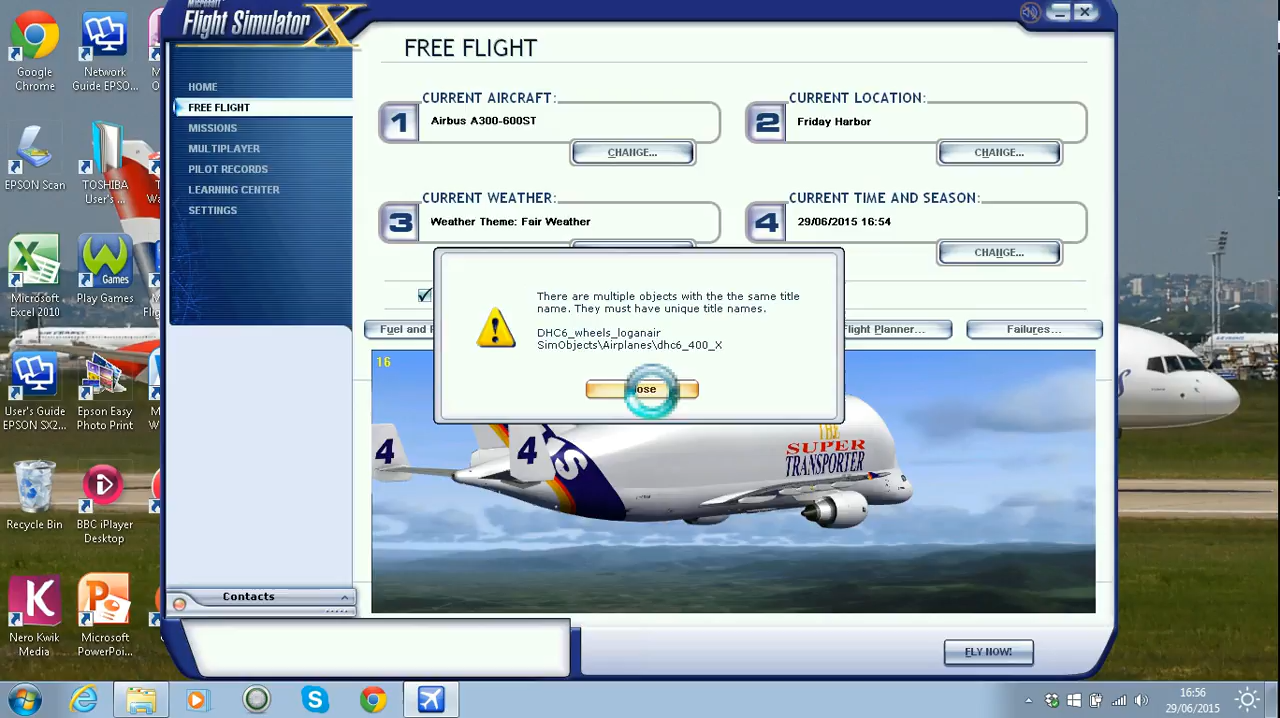 Microsoft
Flight Simulator X
FREE FLIGHT
HOME
FREE FLIGHT
MISSIONS
MULTIPLAYER
PILOT RECORDS
LEARNING CENTER
SETTINGS
CURRENT AIRCRAFT:
1
Airbus A300-600ST
CHANGE...
CURRENT LOCATION:
2
Friday Harbor
CHANGE...
CURRENT WEATHER:
3
Weather Theme: Fair Weather
CURRENT TIME AND SEASON:
4
29/06/2015 16:54
CHANGE...
There are multiple objects with the the same title
name. They must have unique title names.
DHC6_wheels_loganair
SimObjects\Airplanes\dhc6_400_X
ose
Fuel and P
light Planner...
Failures...
16
4
4
S
THE
SUPER
TRANSPORTER
Contacts
FLY NOW!
Google
Chrome
Network
Guide EPSO...
EPSON Scan
TOSHIBA
User's ...
Microsoft
Excel 2010
Play Games
User's Guide
EPSON SX2...
Epson Easy
Photo Print
Recycle Bin
BBC iPlayer
Desktop
Nero Kwik
Media
Microsoft
PowerPoi...
16:56
29/06/2015